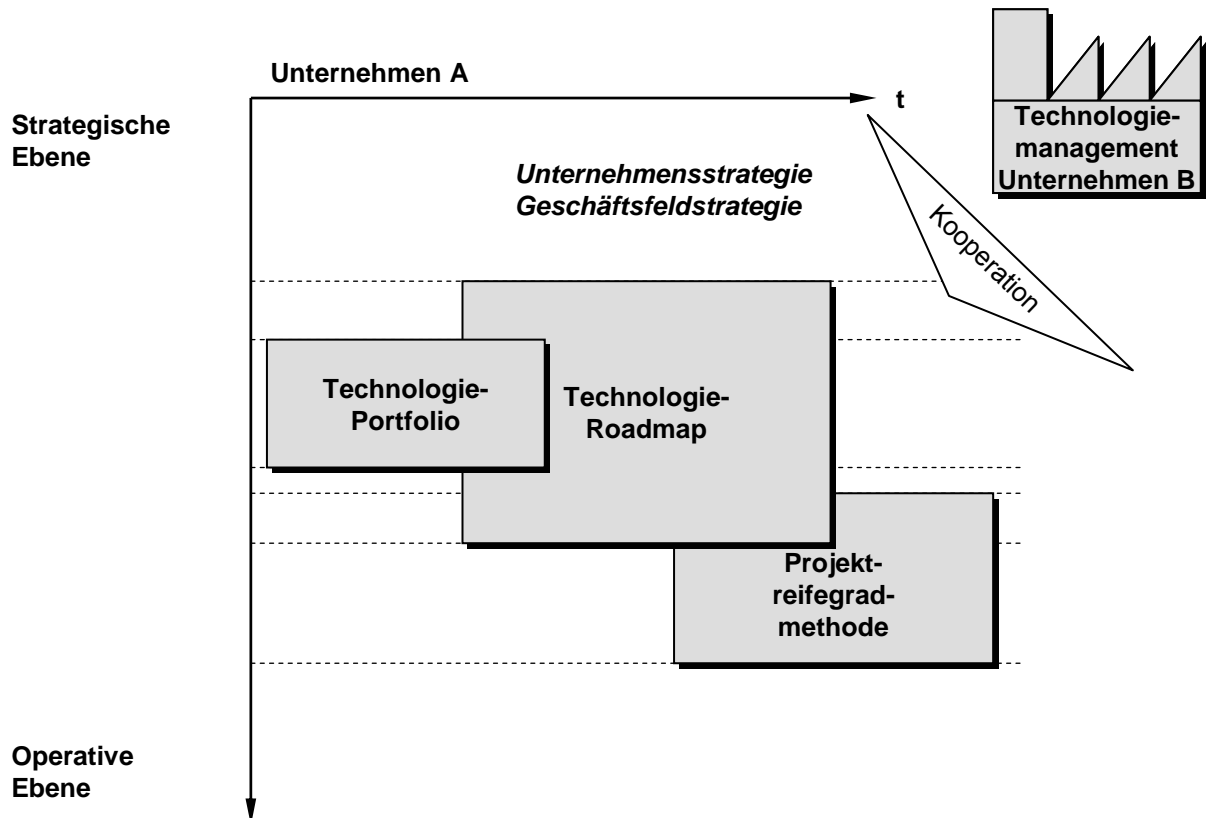 Unternehmen A
t
Strategische
Ebene
Technologie-
management
Unternehmen B
Unternehmensstrategie
Geschäftsfeldstrategie
Kooperation
Technologie-
Portfolio
Technologie-
Roadmap
Projekt-
reifegrad-
methode
Operative
Ebene